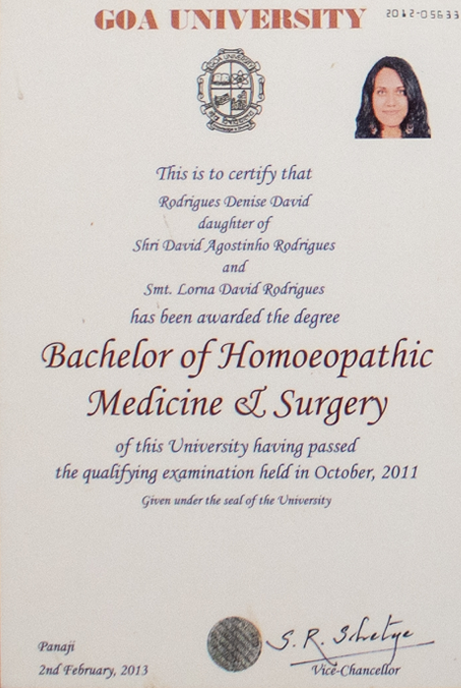 GOA UNIVERSITY
2012-05633
GOA UNIVERSITY
This is to certify that
Rodrigues Denise David
daughter of
Shri David Agostinho Rodrigues
and
Smt. Lorna David Rodrigues
has been awarded the degree
Bachelor of Homoeopathic
Medicine & Surgery
of this University having passed
the qualifying examination held in October, 2011
Given under the seal of the University
S. R. Shetye
Panaji
2nd February, 2013
Vice-Chancellor